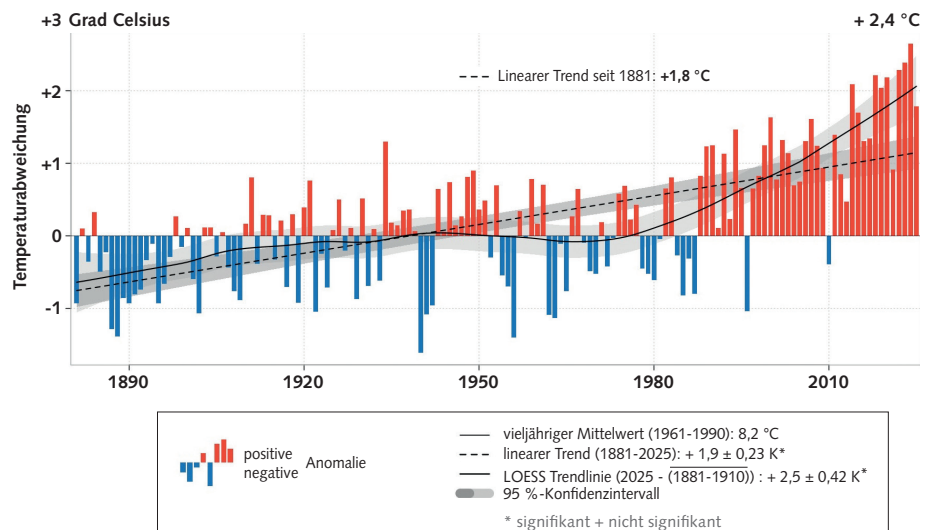 +3 Grad Celsius
+ 2,4 °C
Linearer Trend seit 1881: +1,8 °C
+2
+1
0
-1
Temperaturabweichung
1890 1920 1950 1980 2010
positive
negative
Anomalie
vieljähriger Mittelwert (1961-1990): 8,2 °C
linearer Trend (1881-2025): + 1,9 ± 0,23 K*
LOESS Trendlinie (2025 - (1881-1910)) : + 2,5 ± 0,42 K*
95 %-Konfidenzintervall
* signifikant + nicht signifikant